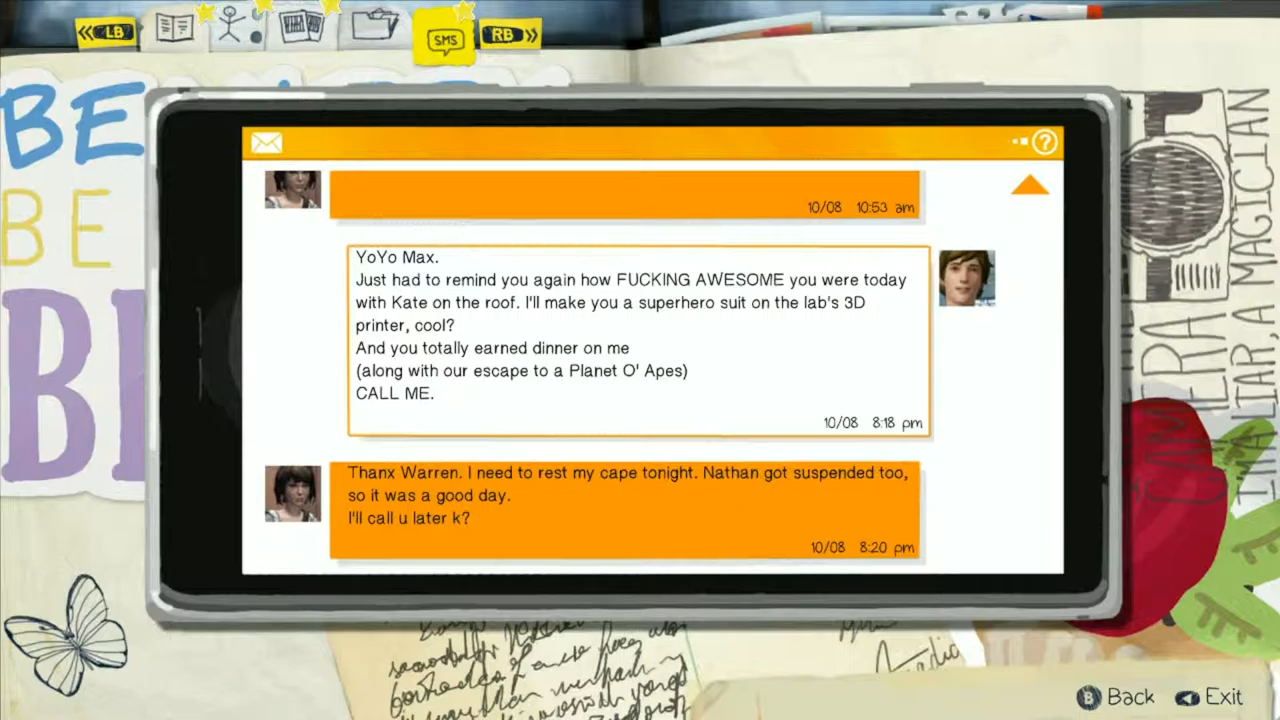 LB
SMS
RB
BE
BE
10/08 10:53 am
YoYo Max.
Just had to remind you again how FUCKING AWESOME you were today
with Kate on the roof. I'll make you a superhero suit on the lab's 3D
printer, cool?
And you totally earned dinner on me
(along with our escape to a Planet O' Apes)
CALL ME.
10/08 8:18 pm
Thanx Warren. I need to rest my cape tonight. Nathan got suspended too,
so it was a good day.
I'll call u later k?
10/08 8:20 pm
B Back
Exit